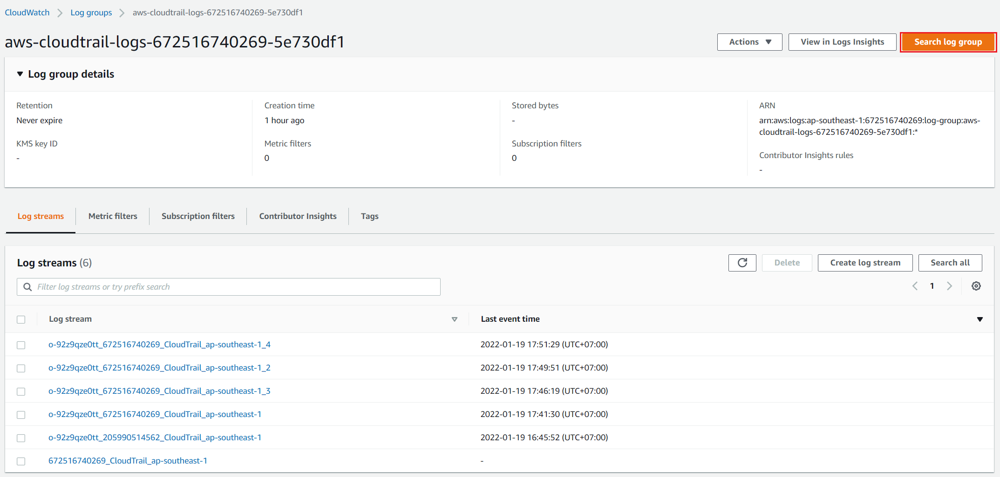 CloudWatch > Log groups > aws-cloudtrail-logs-672516740269-5e730df1
aws-cloudtrail-logs-672516740269-5e730df1
Actions
View in Logs Insights
Search log group
Log group details
Retention
Never expire
KMS key ID
-
Creation time
1 hour ago
Metric filters
0
Stored bytes
-
Subscription filters
0
ARN
arn:aws:logs:ap-southeast-1:672516740269:log-group:aws-
cloudtrail-logs-672516740269-5e730df1:*
Contributor Insights rules
-
Log streams
Metric filters
Subscription filters
Contributor Insights
Tags
Log streams (6)
Delete
Create log stream
Search all
Filter log streams or try prefix search
1
Log stream
Last event time
o-92z9qze0tt_672516740269_CloudTrail_ap-southeast-1_4
2022-01-19 17:51:29 (UTC+07:00)
o-92z9qze0tt_672516740269_CloudTrail_ap-southeast-1_2
2022-01-19 17:49:51 (UTC+07:00)
o-92z9qze0tt_672516740269_CloudTrail_ap-southeast-1_3
2022-01-19 17:46:19 (UTC+07:00)
o-92z9qze0tt_672516740269_CloudTrail_ap-southeast-1
2022-01-19 17:41:30 (UTC+07:00)
o-92z9qze0tt_205990514562_CloudTrail_ap-southeast-1
2022-01-19 16:45:52 (UTC+07:00)
672516740269_CloudTrail_ap-southeast-1
-